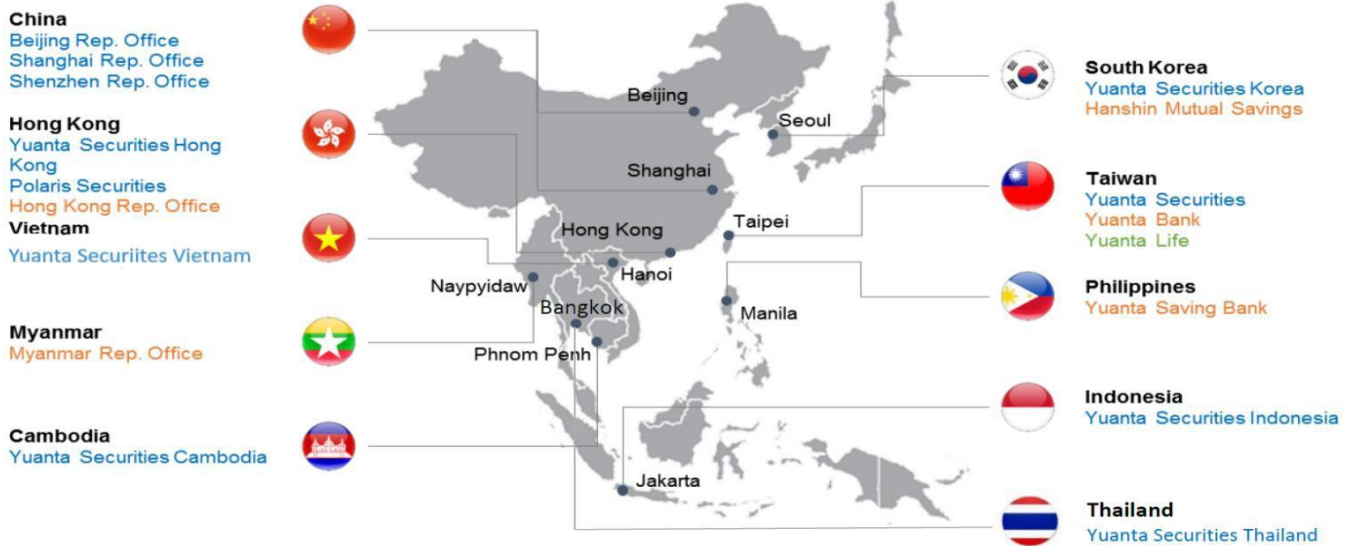 China
Beijing Rep. Office
Shanghai Rep. Office
Shenzhen Rep. Office
Hong Kong
Yuanta Securities Hong
Kong
Polaris Securities
Hong Kong Rep. Office
Vietnam
Yuanta Securiites Vietnam
Myanmar
Myanmar Rep. Office
Cambodia
Yuanta Securities Cambodia
Beijing
Seoul
Shanghai
Taipei
Hong Kong
Hanoi
Naypyidaw
Bangkok
Manila
Phnom Penh
Jakarta
South Korea
Yuanta Securities Korea
Hanshin Mutual Savings
Taiwan
Yuanta Securities
Yuanta Bank
Yuanta Life
Philippines
Yuanta Saving Bank
Indonesia
Yuanta Securities Indonesia
Thailand
Yuanta Securities Thailand